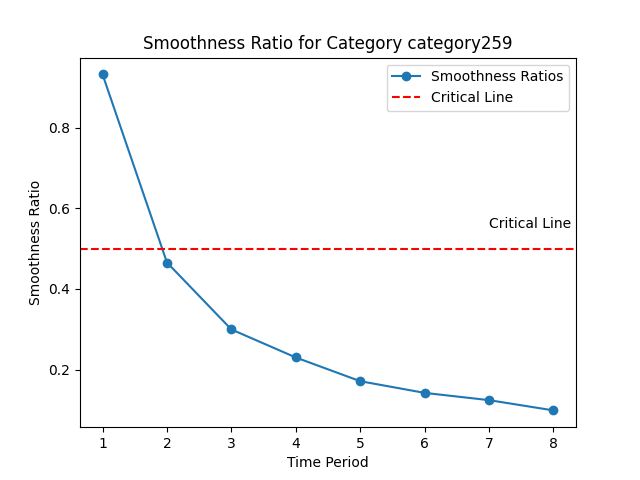 Smoothness Ratio for Category category259
Smoothness Ratios
Critical Line
Critical Line
Smoothness Ratio
0.8
0.6
0.4
0.2
1 2 3 4 5 6 7 8
Time Period